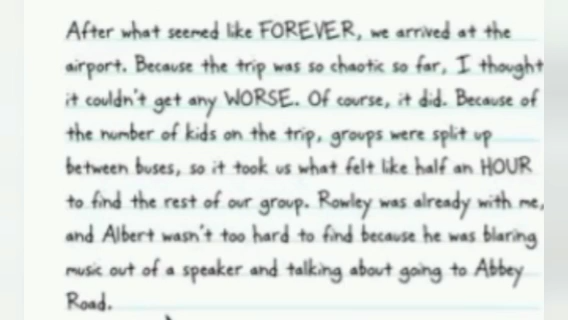 After what seemed like FOREVER, we arrived at the
airport. Because the trip was so chaotic so far, I thought
it couldn't get any WORSE. Of course, it did. Because of
the number of kids on the trip, groups were split up
between buses, so it took us what felt like half an HOUR
to find the rest of our group. Rowley was already with me,
and Albert wasn't too hard to find because he was blaring
music out of a speaker and talking about going to Abbey
Road.